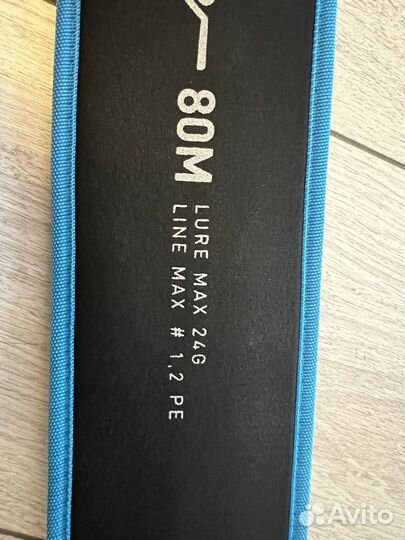 80M
LURE MAX 24G
LINE MAX # 1,2 PE
Avito